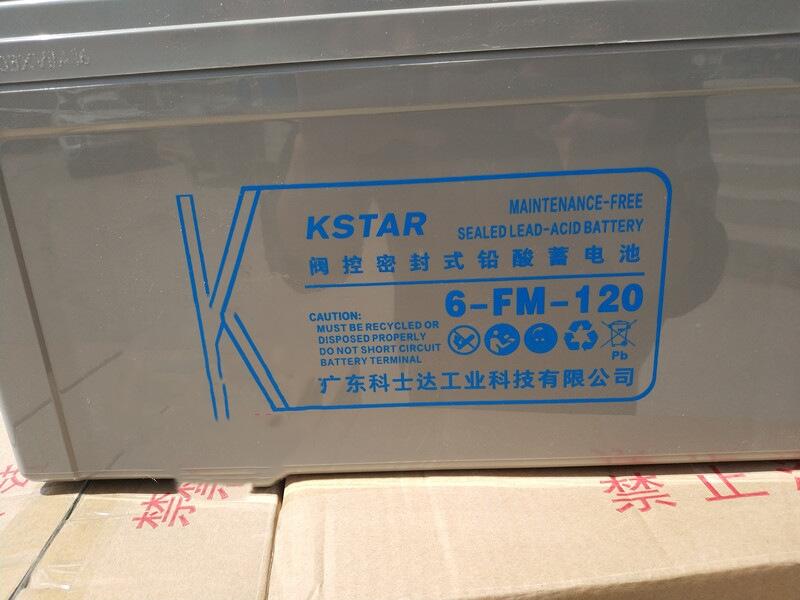 KSTAR
MAINTENANCE-FREE
SEALED LEAD-ACID BATTERY
阀控密封式铅酸蓄电池
6-FM-120
CAUTION:
MUST BE RECYCLED OR
DISPOSED PROPERLY
DO NOT SHORT CIRCUIT
BATTERY TERMINAL
Pb
广东科士达工业科技有限公司
禁
禁止